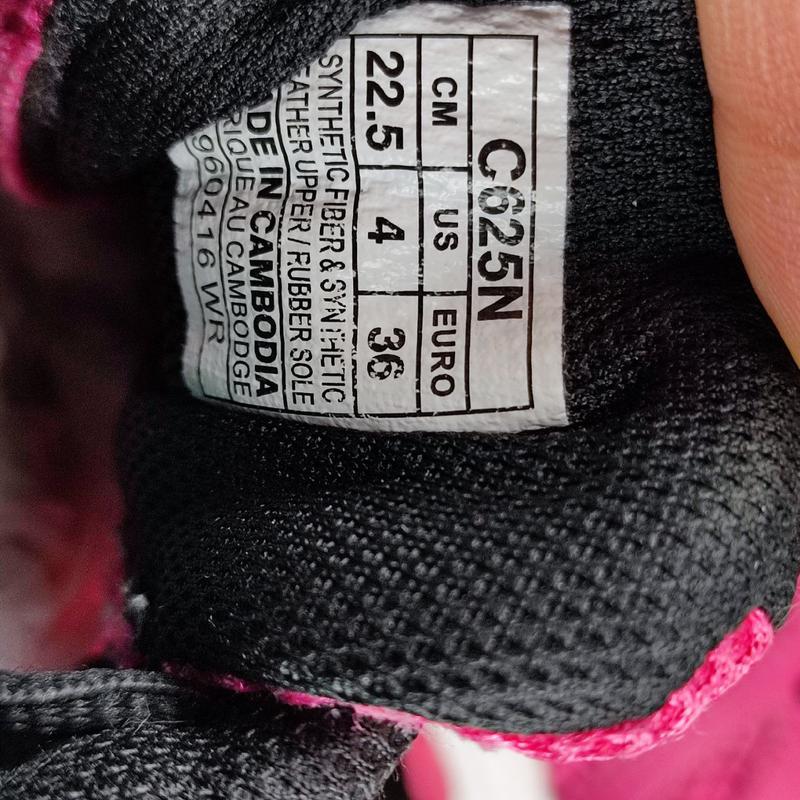 C625N
CM US EURO
22.5 4 36
SYNTHETIC FIBER & SYNTHETIC
EATHER UPPER / RUBBER SOLE
DE IN CAMBODIA
RIQUE AU CAMBODGE
960416 WR